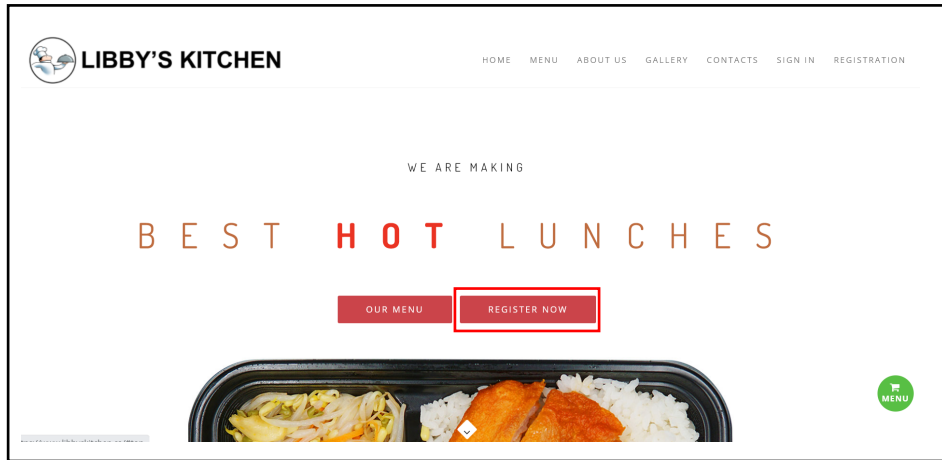 LIBBY'S KITCHEN
HOME MENU ABOUT US GALLERY CONTACTS SIGN IN REGISTRATION
WE ARE MAKING
BEST HOT LUNCHES
OUR MENU REGISTER NOW
MENU